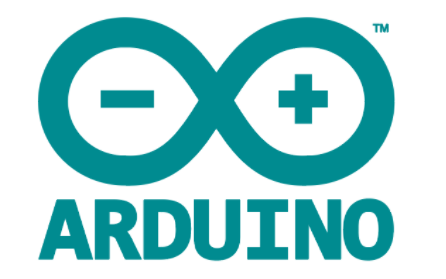 ™
- +
ARDUINO